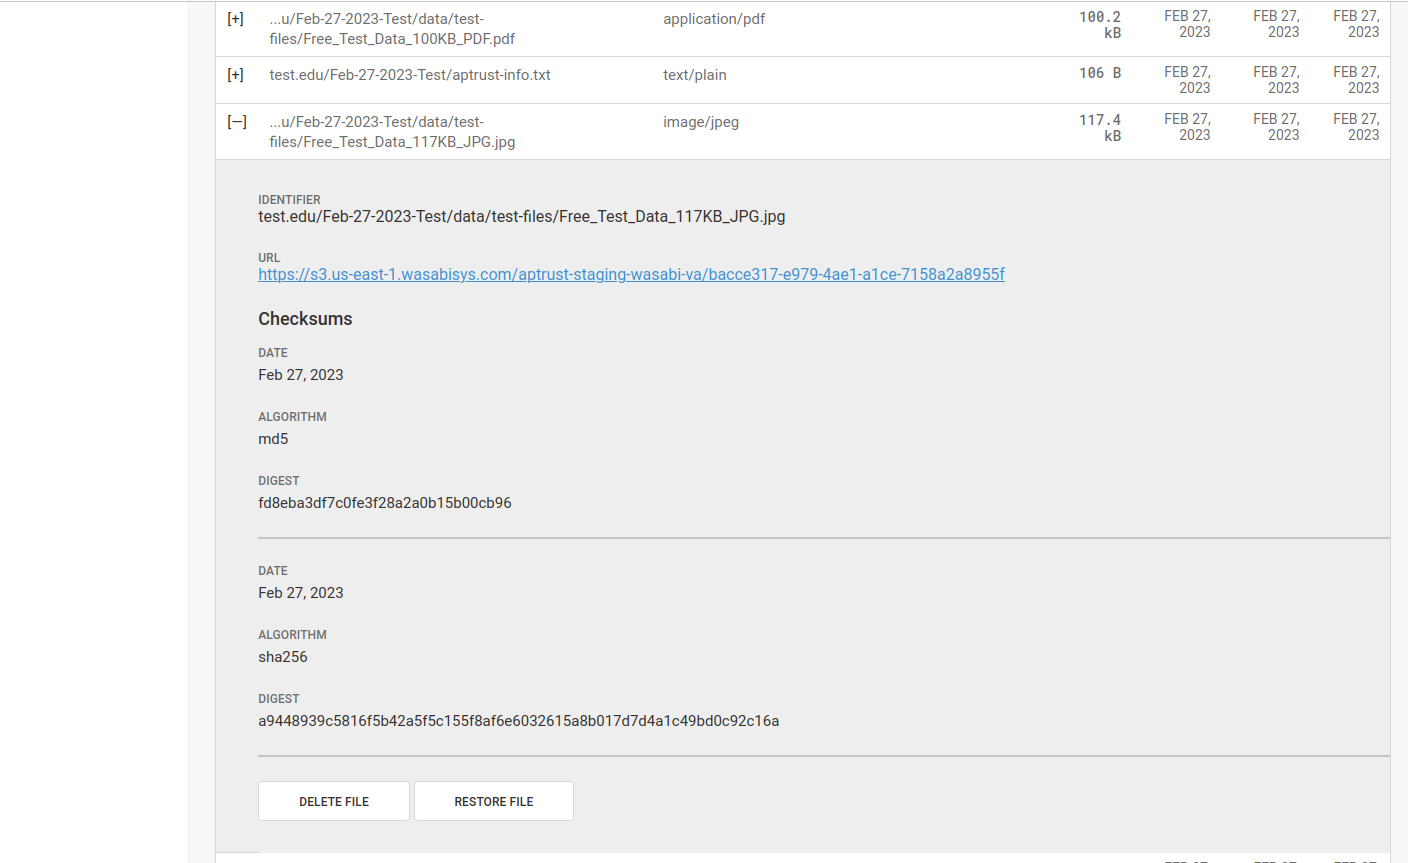 [+] ...u/Feb-27-2023-Test/data/test- application/pdf 100.2 FEB 27, FEB 27, FEB 27,
files/Free_Test_Data_100KB_PDF.pdf kB 2023 2023 2023
[+] test.edu/Feb-27-2023-Test/aptrust-info.txt text/plain 106 B FEB 27, FEB 27, FEB 27,
2023 2023 2023
[—] ...u/Feb-27-2023-Test/data/test- image/jpeg 117.4 FEB 27, FEB 27, FEB 27,
files/Free_Test_Data_117KB_JPG.jpg kB 2023 2023 2023
IDENTIFIER
test.edu/Feb-27-2023-Test/data/test-files/Free_Test_Data_117KB_JPG.jpg
URL
https://s3.us-east-1.wasabisys.com/aptrust-staging-wasabi-va/bacce317-e979-4ae1-a1ce-7158a2a8955f
Checksums
DATE
Feb 27, 2023
ALGORITHM
md5
DIGEST
fd8eba3df7c0fe3f28a2a0b15b00cb96
DATE
Feb 27, 2023
ALGORITHM
sha256
DIGEST
a9448939c5816f5b42a5f5c155f8af6e6032615a8b017d7d4a1c49bd0c92c16a
DELETE FILE RESTORE FILE